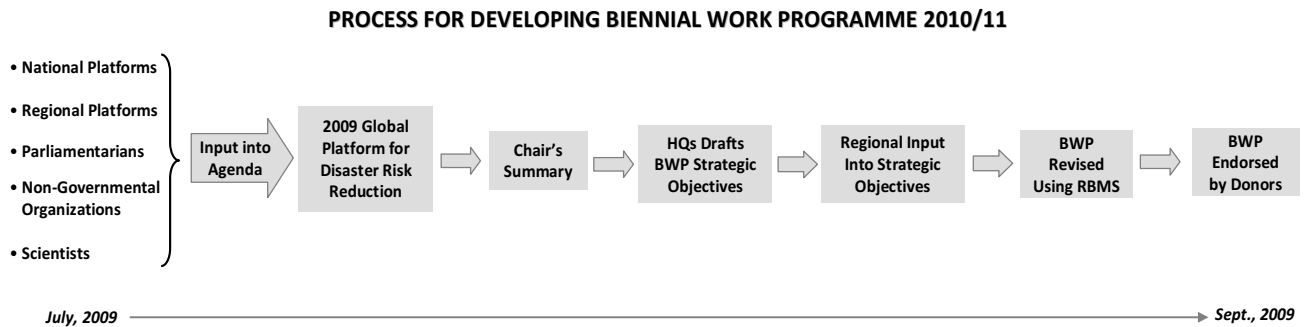 PROCESS FOR DEVELOPING BIENNIAL WORK PROGRAMME 2010/11
• National Platforms
• Regional Platforms
• Parliamentarians
• Non-Governmental
Organizations
• Scientists
Input into
Agenda
2009 Global
Platform for
Disaster Risk
Reduction
Chair's
Summary
HQs Drafts
BWP Strategic
Objectives
Regional Input
Into Strategic
Objectives
BWP
Revised
Using RBMS
BWP
Endorsed
by Donors
July, 2009
Sept., 2009